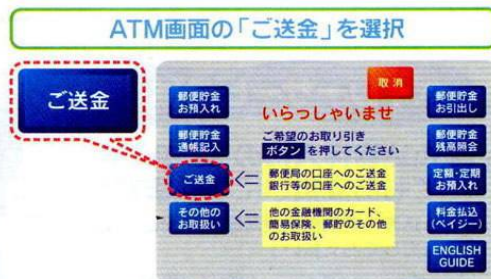 ATM画面の「ご送金」を選択
ご送金
取消
郵便貯金
お預入れ
いらっしゃいませ
郵便貯金
お引出し
郵便貯金
通帳記入
ご希望のお取り引き
ボタン を押してください
郵便貯金
残高照会
ご送金
郵便局の口座へのご送金
銀行等の口座へのご送金
定額・定期
お預入れ
その他の
お取扱い
他の金融機関のカード、
簡易保険、郵貯のその他
のお取扱い
料金払込
(ペイジー)
ENGLISH
GUIDE